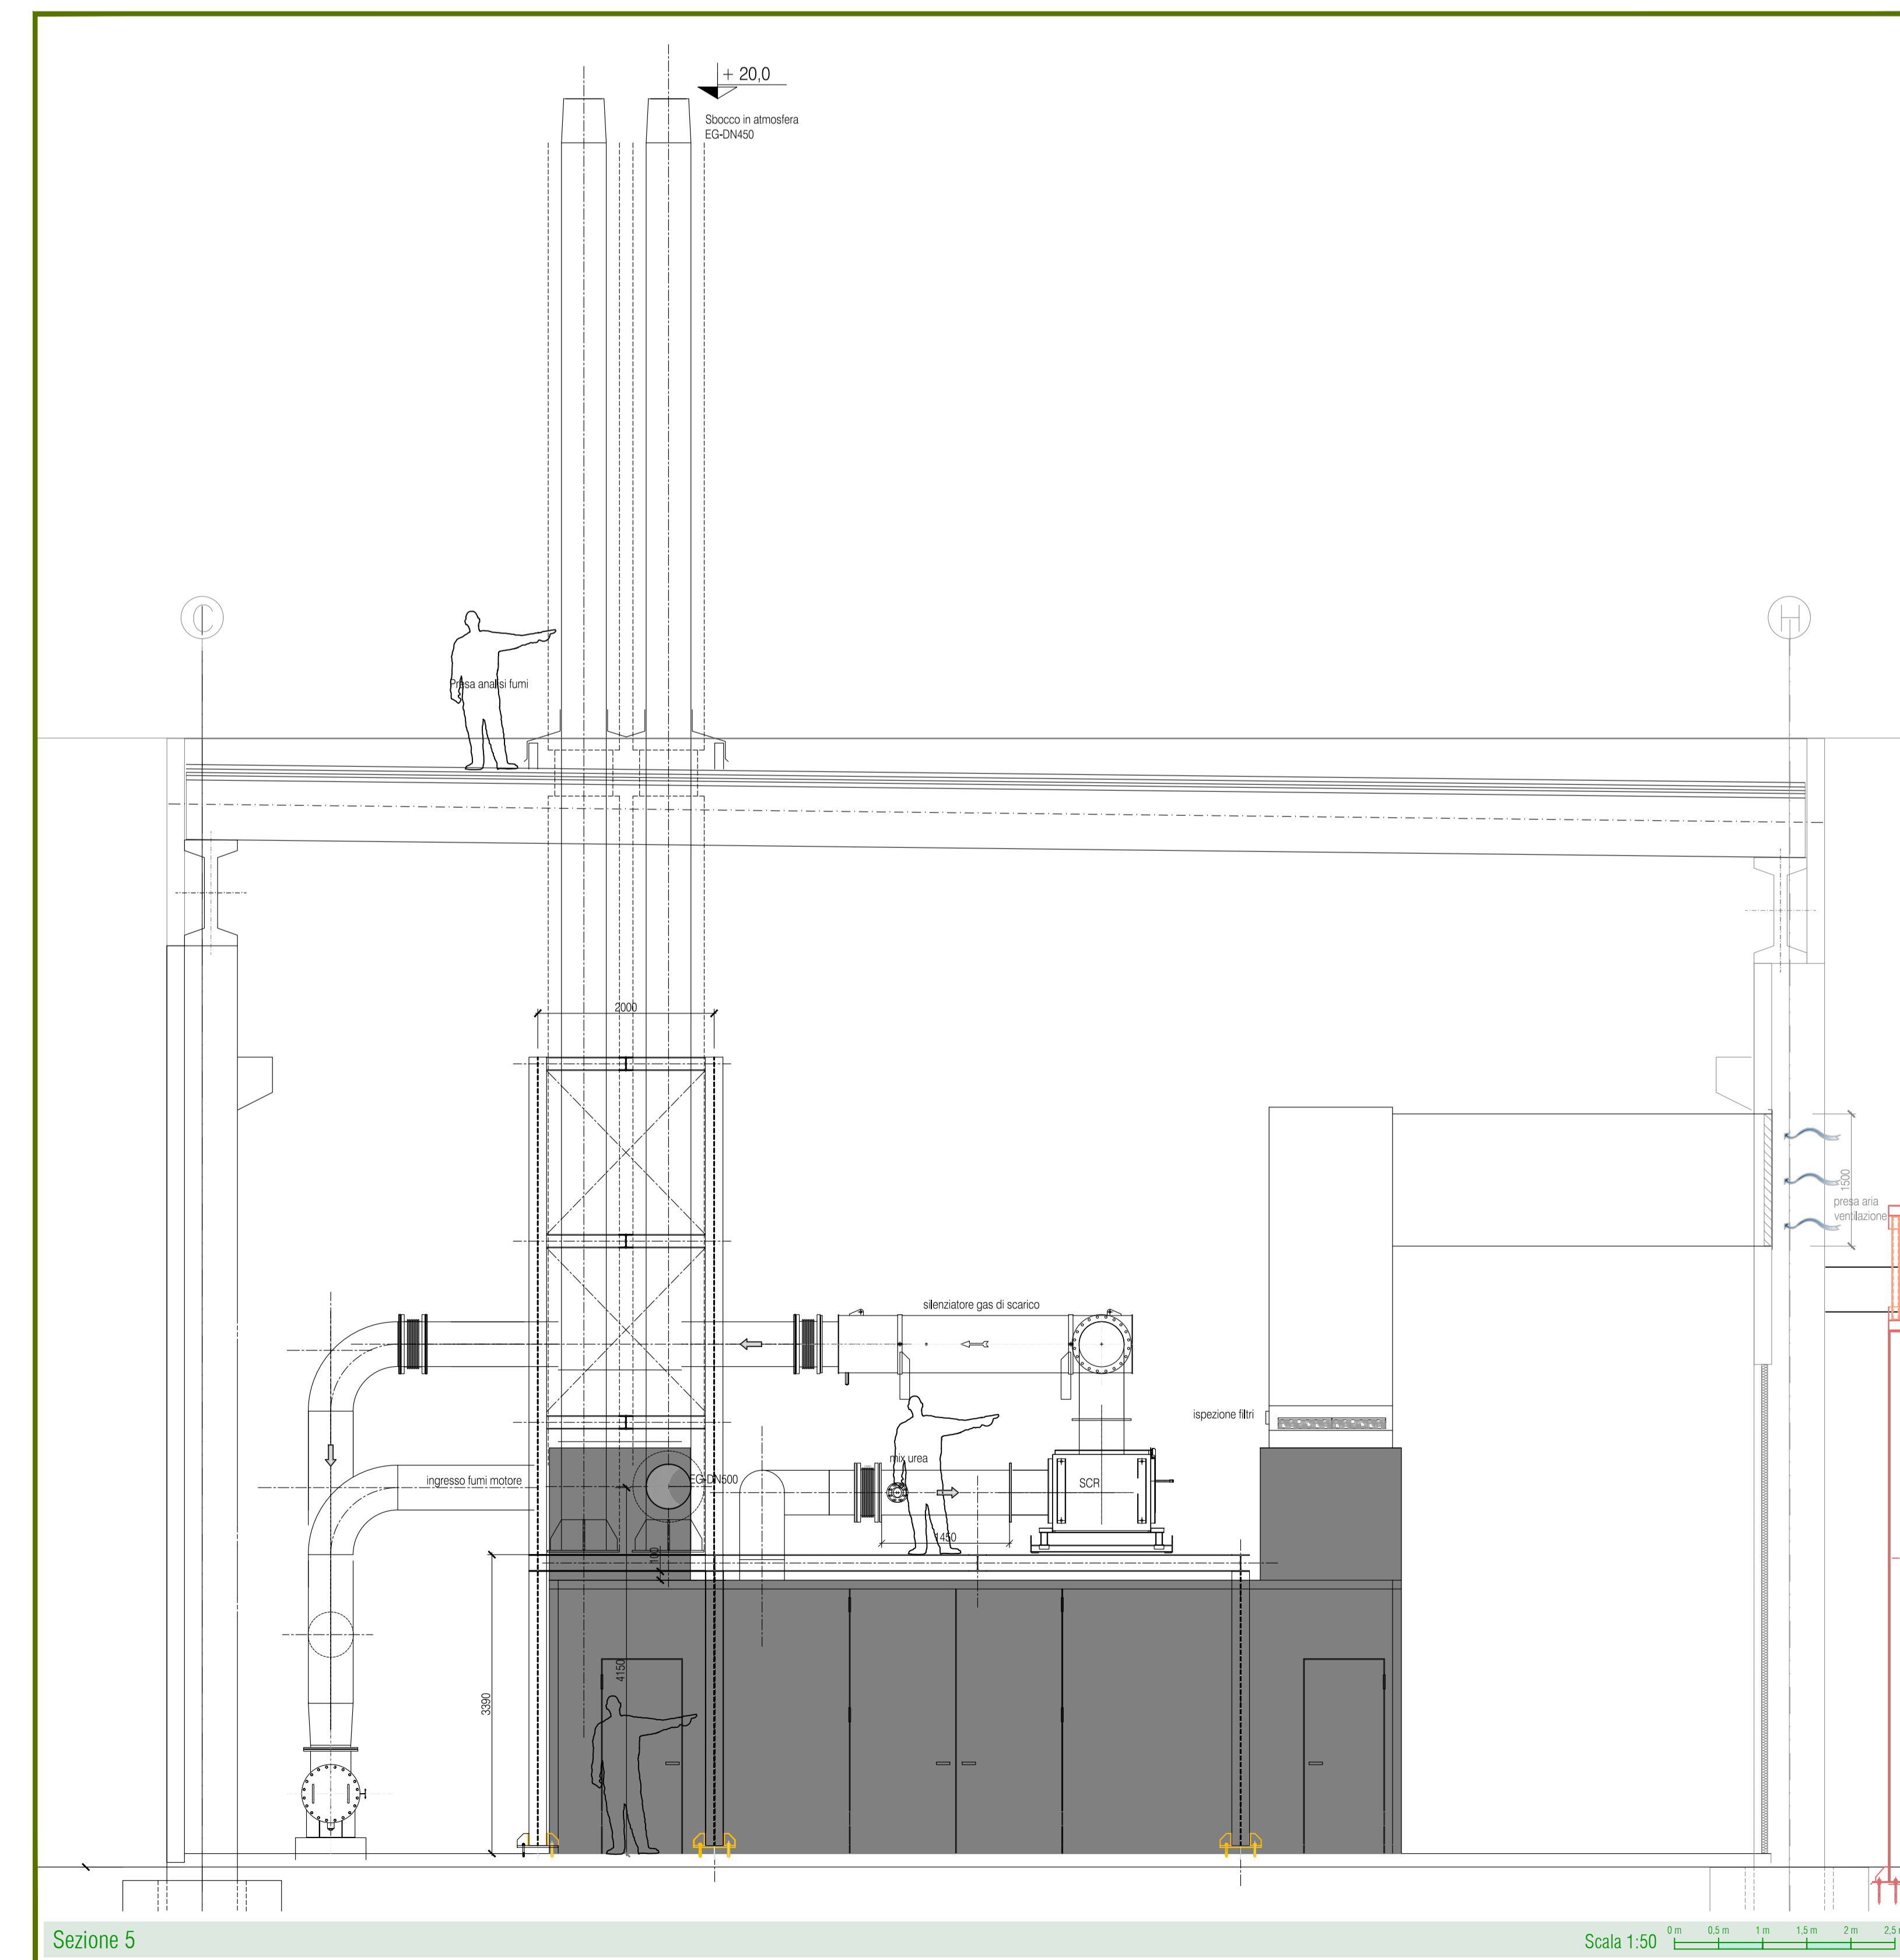 + 20,0
Sbocco in atmosfera
EG-DN450
C
H
Presa analisi fumi
2000
1500
presa aria
ventilazione
silenziatore gas di scarico
ispezione filtri
mix urea
ingresso fumi motore
EG-DN500
SCR
1450
100
4150
3390
Sezione 5
Scala 1:50
0 m 0,5 m 1 m 1,5 m 2 m 2,5